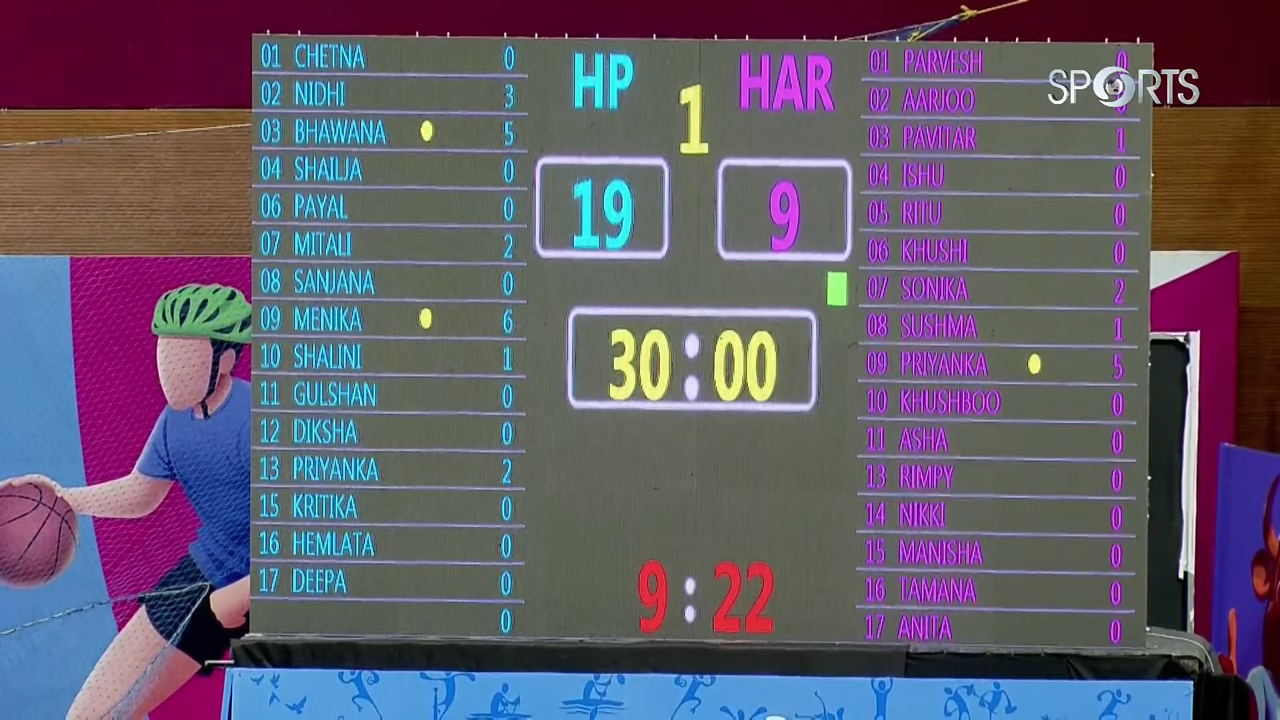 01 CHETNA 0
02 NIDHI 3
03 BHAWANA 5
04 SHAILJA 0
06 PAYAL 0
07 MITALI 2
08 SANJANA 0
09 MENIKA 6
10 SHALINI 1
11 GULSHAN 0
12 DIKSHA 0
13 PRIYANKA 2
15 KRITIKA 0
16 HEMLATA 0
17 DEEPA 0
0
HP
HAR
1
19
9
30:00
9:22
01 PARVESH 0
02 AARJOO
03 PAVITAR 1
04 ISHU 0
05 RITU 0
06 KHUSHI 0
07 SONIKA 2
08 SUSHMA 1
09 PRIYANKA 5
10 KHUSHBOO 0
11 ASHA 0
13 RIMPY 0
14 NIKKI 0
15 MANISHA 0
16 TAMANA 0
17 ANITA 0
SPORTS